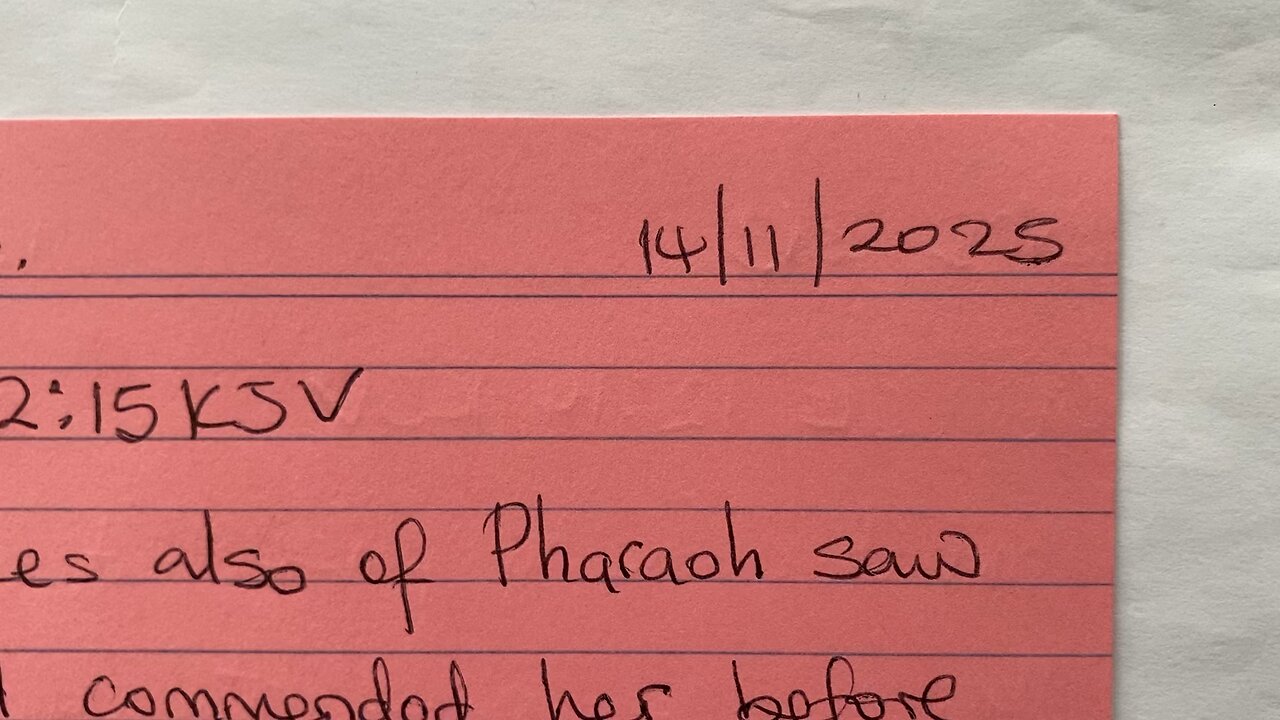 14/11/2025
2:15 KJV
es also of Pharaoh saw
commended her before